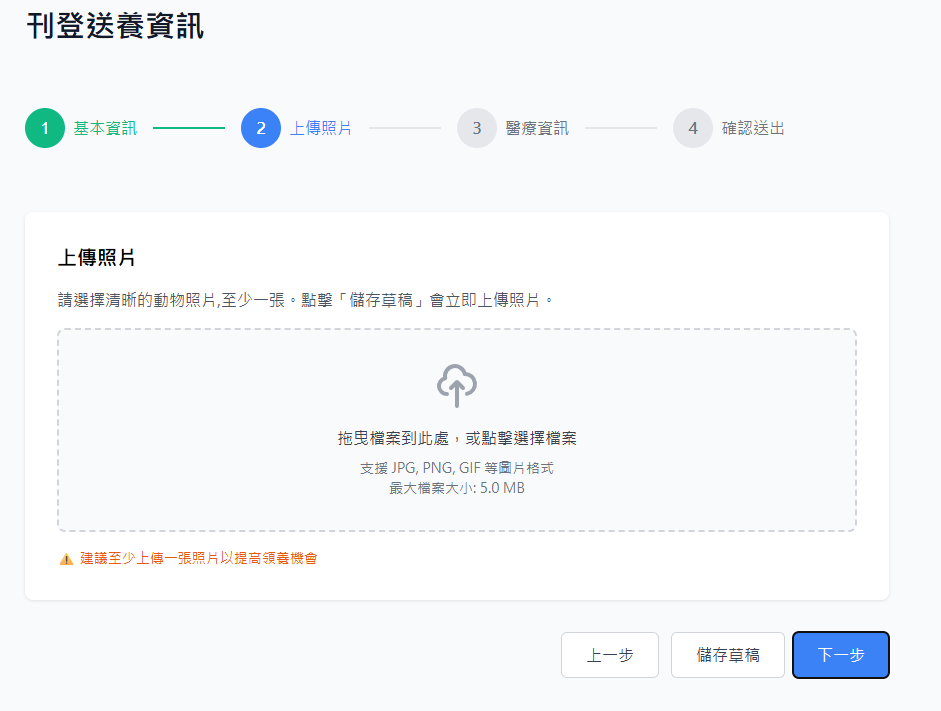 刊登送養資訊
1 基本資訊 2 上傳照片 3 醫療資訊 4 確認送出
上傳照片
請選擇清晰的動物照片,至少一張。點擊「儲存草稿」會立即上傳照片。
拖曳檔案到此處，或點擊選擇檔案
支援 JPG, PNG, GIF 等圖片格式
最大檔案大小: 5.0 MB
建議至少上傳一張照片以提高領養機會
上一步 儲存草稿 下一步